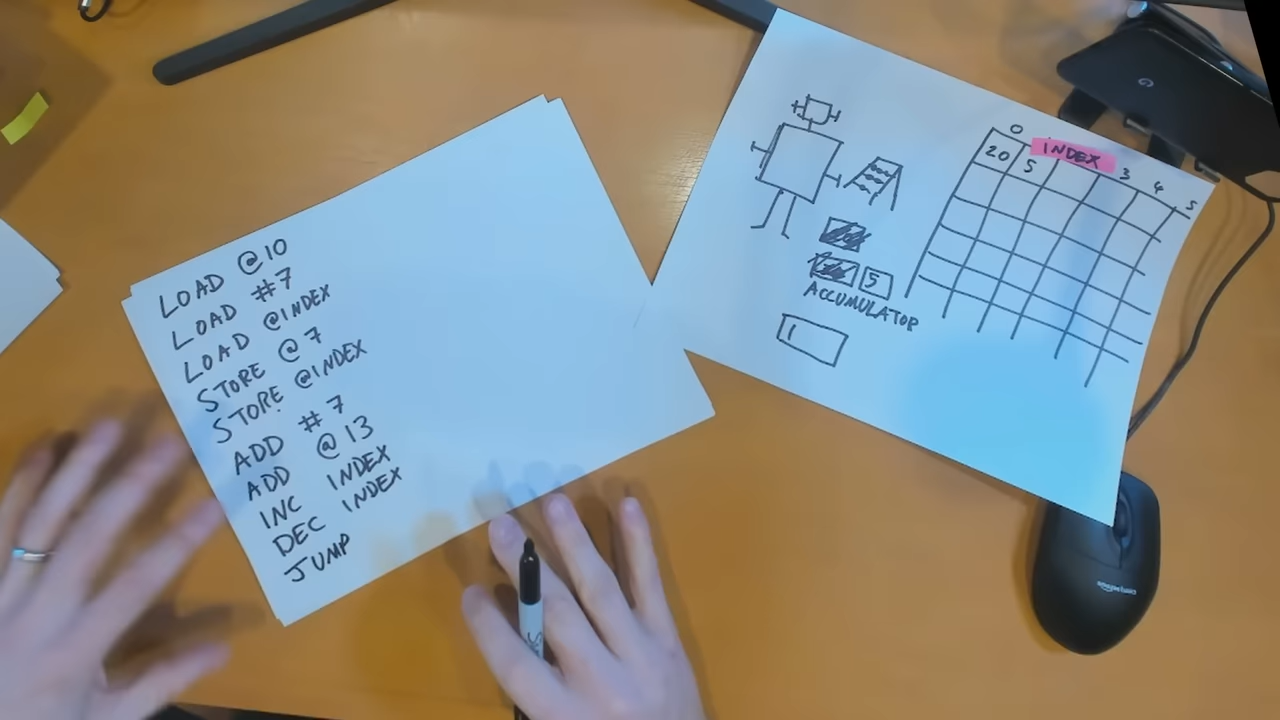 LOAD @10
LOAD #7
LOAD @INDEX
STORE @7
STORE @INDEX
ADD #7
ADD @13
INC INDEX
DEC INDEX
JUMP
0 INDEX 3 4 5
20 5
5
ACCUMULATOR
1
G
amazonbasics